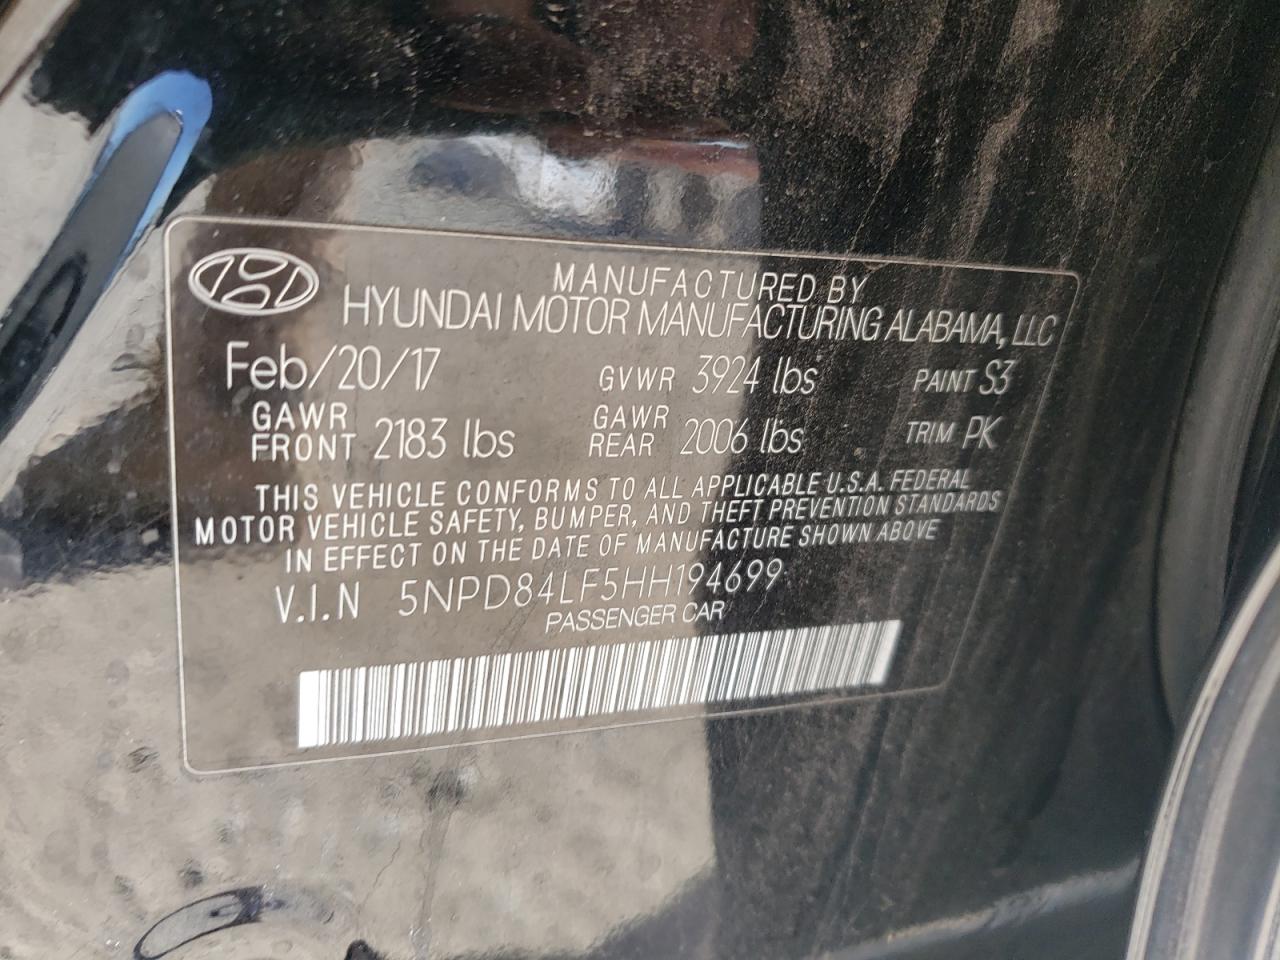 MANUFACTURED BY
HYUNDAI MOTOR MANUFACTURING ALABAMA, LLC
Feb/20/17 GVWR 3924 lbs PAINT S3
GAWR FRONT 2183 lbs GAWR REAR 2006 lbs TRIM PK
THIS VEHICLE CONFORMS TO ALL APPLICABLE U.S.A. FEDERAL
MOTOR VEHICLE SAFETY, BUMPER, AND THEFT PREVENTION STANDARDS
IN EFFECT ON THE DATE OF MANUFACTURE SHOWN ABOVE
V.I.N 5NPD84LF5HH194699
PASSENGER CAR